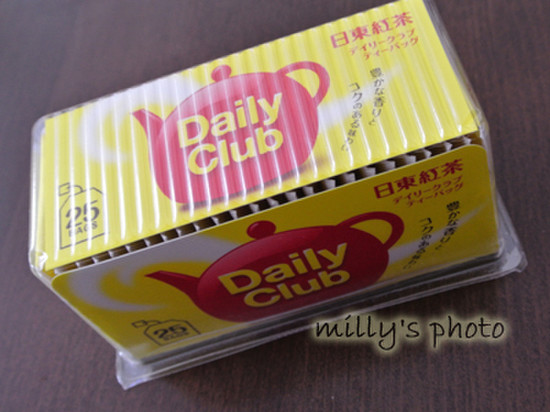 日東紅茶
デイリークラブ
ティーバッグ
豊かな香りと
コクのある味わい
Daily
Club
25
BAGS
日東紅茶
デイリークラブ
ティーバッグ
豊かな香りと
コクのある味わい
Daily
Club
25
milly's photo